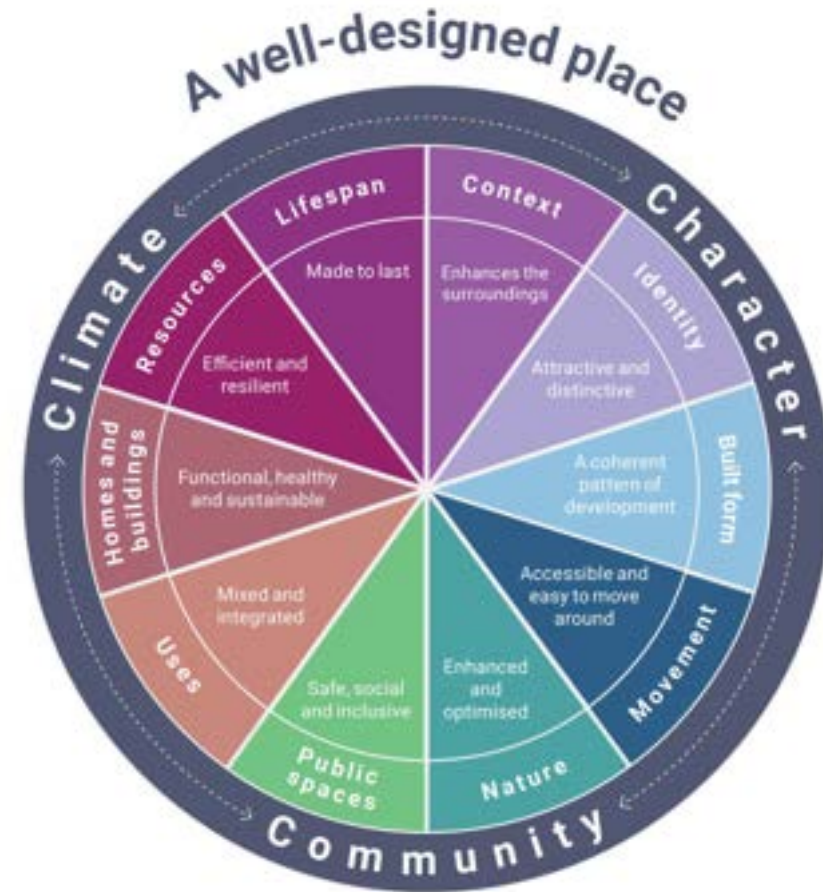 A well-designed place
Climate
Character
Community
Context
Enhances the
surroundings
Identity
Attractive and
distinctive
Built form
A coherent
pattern of
development
Movement
Accessible and
easy to move
around
Nature
Enhanced
and
optimised
Public
spaces
Safe, social
and inclusive
Uses
Mixed and
integrated
Homes and
buildings
Functional, healthy
and sustainable
Resources
Efficient and
resilient
Lifespan
Made to last